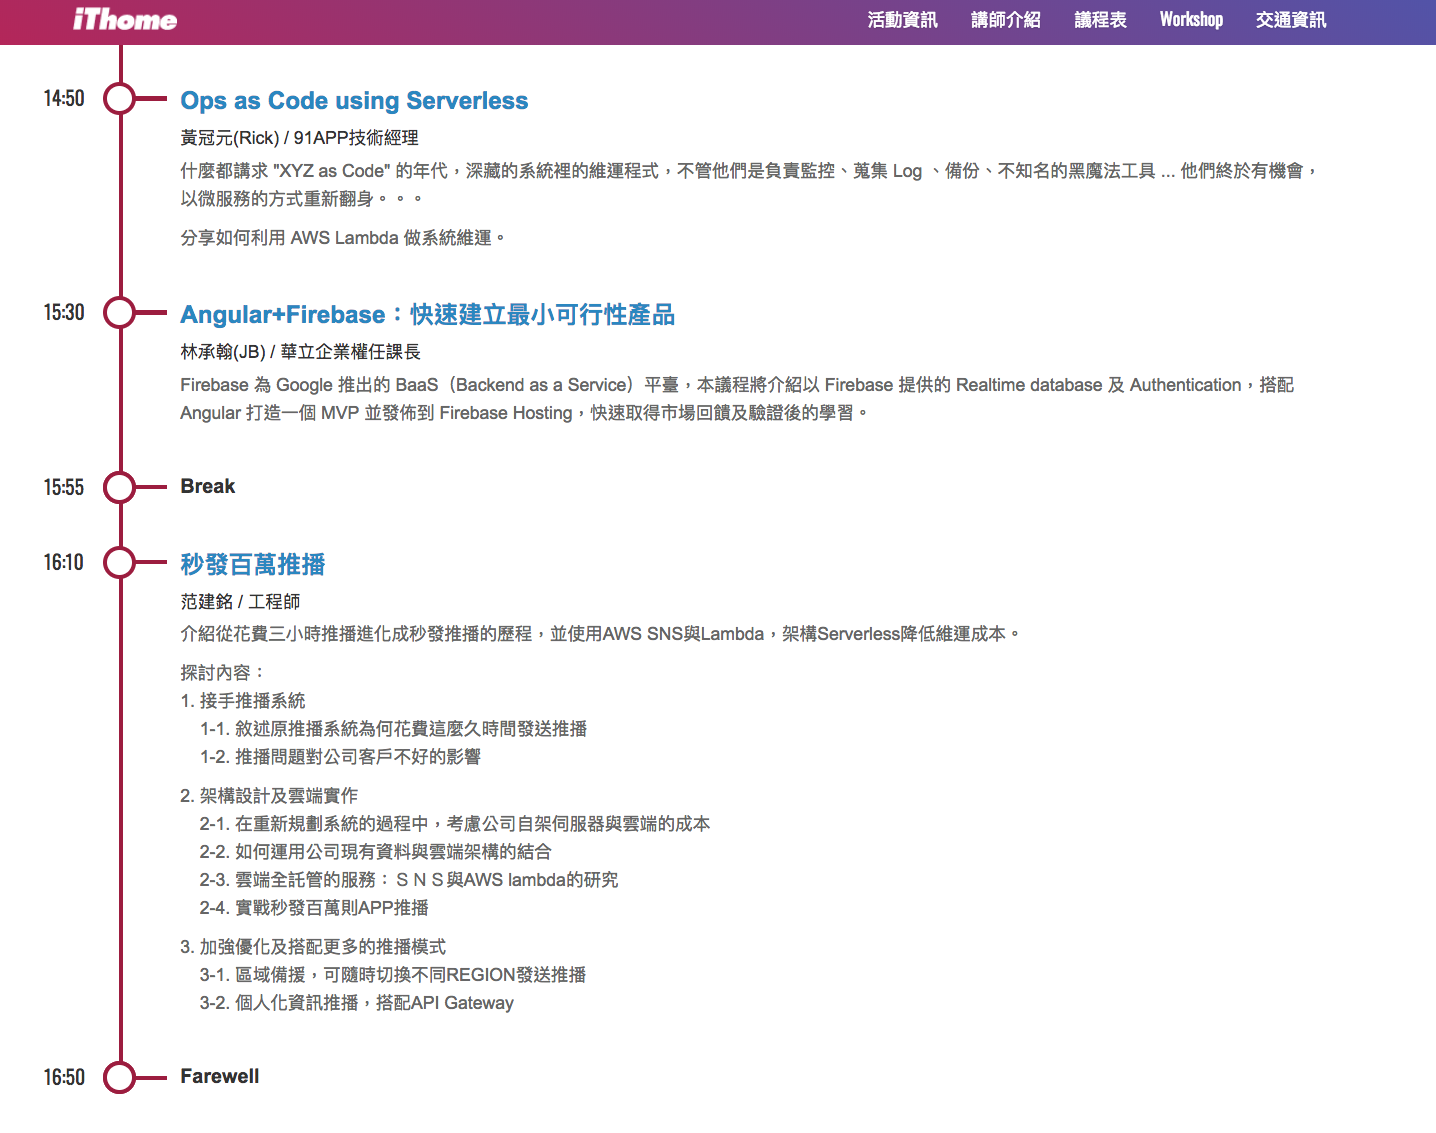 iThome
活動資訊 講師介紹 議程表 Workshop 交通資訊
14:50
Ops as Code using Serverless
黃冠元(Rick) / 91APP技術經理
什麼都講求 "XYZ as Code" 的年代，深藏的系統裡的維運程式，不管他們是負責監控、蒐集 Log 、備份、不知名的黑魔法工具 ... 他們終於有機會，
以微服務的方式重新翻身。。。
分享如何利用 AWS Lambda 做系統維運。
15:30
Angular+Firebase：快速建立最小可行性產品
林承翰(JB) / 華立企業權任課長
Firebase 為 Google 推出的 BaaS（Backend as a Service）平臺，本議程將介紹以 Firebase 提供的 Realtime database 及 Authentication，搭配
Angular 打造一個 MVP 並發佈到 Firebase Hosting，快速取得市場回饋及驗證後的學習。
15:55
Break
16:10
秒發百萬推播
范建銘 / 工程師
介紹從花費三小時推播進化成秒發推播的歷程，並使用AWS SNS與Lambda，架構Serverless降低維運成本。
探討內容：
1. 接手推播系統
1-1. 敘述原推播系統為何花費這麼久時間發送推播
1-2. 推播問題對公司客戶不好的影響
2. 架構設計及雲端實作
2-1. 在重新規劃系統的過程中，考慮公司自架伺服器與雲端的成本
2-2. 如何運用公司現有資料與雲端架構的結合
2-3. 雲端全託管的服務：ＳＮＳ與AWS lambda的研究
2-4. 實戰秒發百萬則APP推播
3. 加強優化及搭配更多的推播模式
3-1. 區域備援，可隨時切換不同REGION發送推播
3-2. 個人化資訊推播，搭配API Gateway
16:50
Farewell